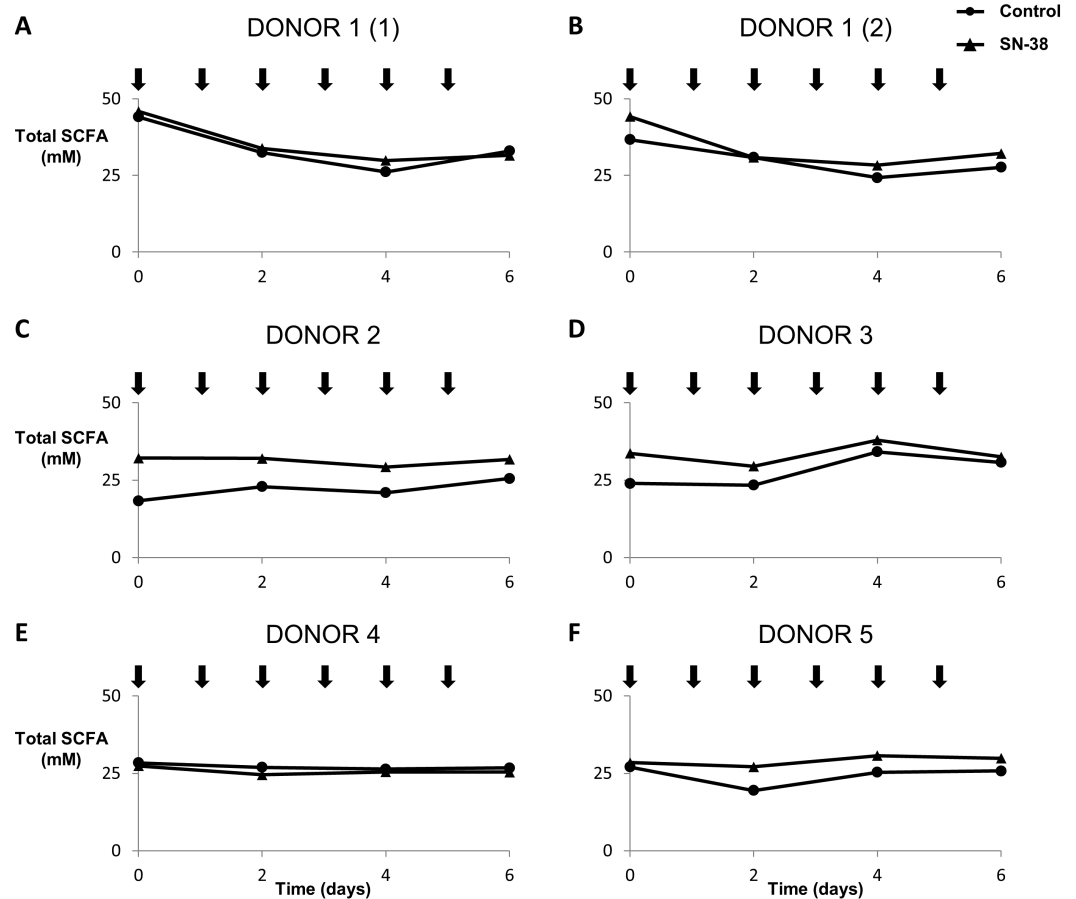 Control
SN-38
A DONOR 1 (1)
50
Total SCFA
(mM)
25
0
0 2 4 6
B DONOR 1 (2)
50
25
0
0 2 4 6
C DONOR 2
50
Total SCFA
(mM)
25
0
0 2 4 6
D DONOR 3
50
25
0
0 2 4 6
E DONOR 4
50
Total SCFA
(mM)
25
0
0 2 4 6
Time (days)
F DONOR 5
50
25
0
0 2 4 6
Time (days)